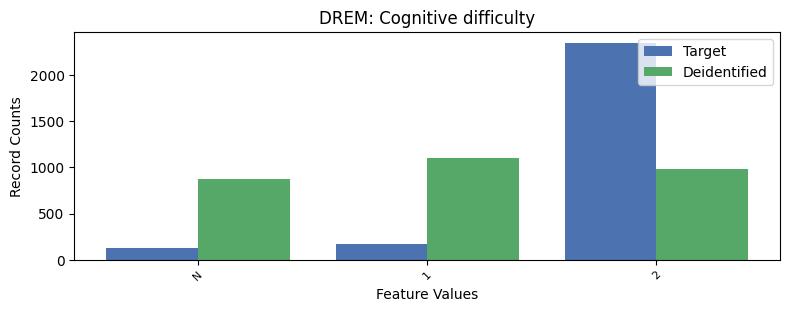 DREM: Cognitive difficulty
Target
Deidentified
Record Counts
2000
1500
1000
500
0
N
1
2
Feature Values